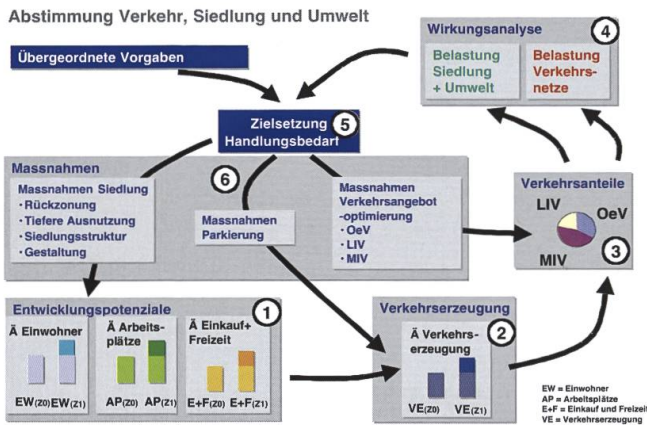 Abstimmung Verkehr, Siedlung und Umwelt
Übergeordnete Vorgaben
Wirkungsanalyse
4
Belastung
Siedlung
+ Umwelt
Belastung
Verkehrs-
netze
Zielsetzung
Handlungsbedarf
5
Massnahmen
6
Massnahmen Siedlung
•Rückzonung
•Tiefere Ausnutzung
•Siedlungsstruktur
•Gestaltung
Massnahmen
Parkierung
Massnahmen
Verkehrsangebot
-optimierung
• OeV
• LIV
• MIV
Verkehrsanteile
LIV
OeV
MIV
3
Entwicklungspotenziale
1
Ä Einwohner
EW(Z0) EW(Z1)
Ä Arbeits-
plätze
AP(Z0) AP(Z1)
Ä Einkauf+
Freizeit
E+F(Z0) E+F(Z1)
Verkehrserzeugung
2
Ä Verkehrs-
erzeugung
VE(Z0) VE(Z1)
EW = Einwohner
AP = Arbeitsplätze
E+F = Einkauf und Freizeit
VE = Verkehrserzeugung